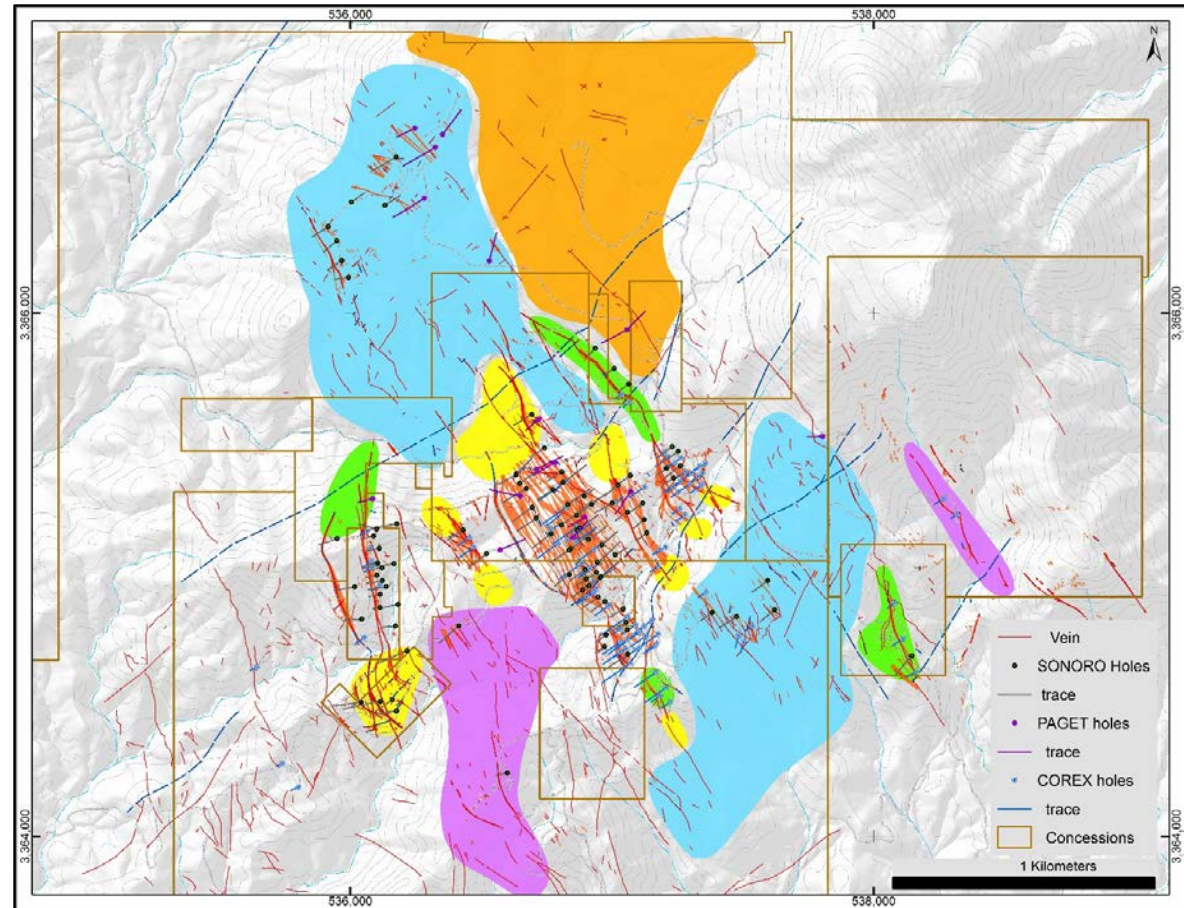 536,000
538,000
N
3,366,000
3,366,000
3,364,000
3,364,000
Vein
SONORO Holes
trace
PAGET holes
trace
COREX holes
trace
Concessions
1 Kilometers
536,000
538,000